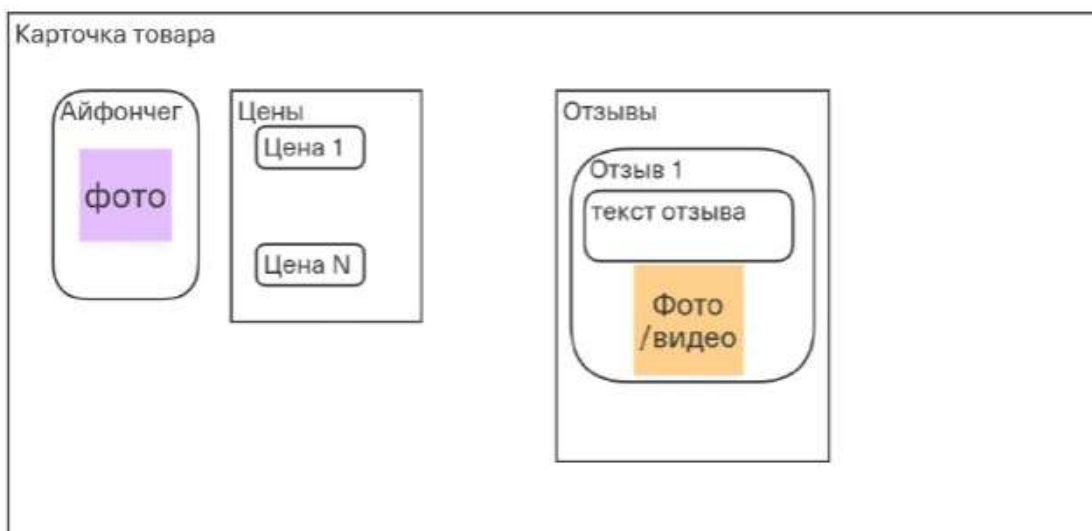 Карточка товара
Айфончег
фото
Цены
Цена 1
Цена N
Отзывы
Отзыв 1
текст отзыва
Фото
/видео